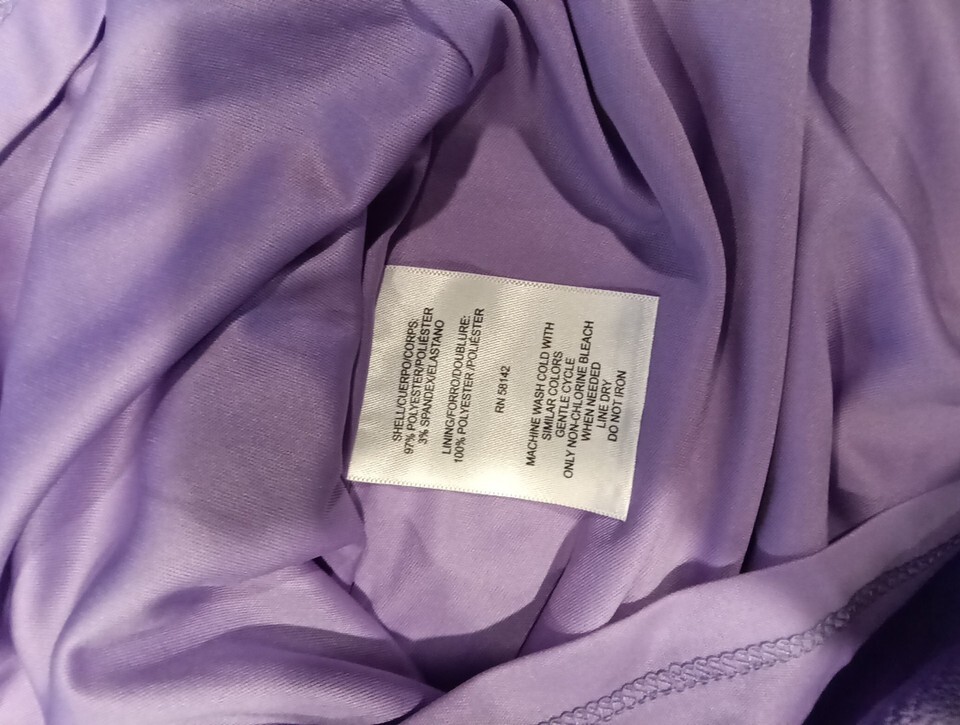 SHELL/CUERPO/CORPS:
97% POLYESTER/POLIÉSTER
3% SPANDEX/ELASTANO
LINING/FORRO/DOUBLURE:
100% POLYESTER /POLIÉSTER
RN 58142
MACHINE WASH COLD WITH
SIMILAR COLORS
GENTLE CYCLE
ONLY NON-CHLORINE BLEACH
WHEN NEEDED
LINE DRY
DO NOT IRON